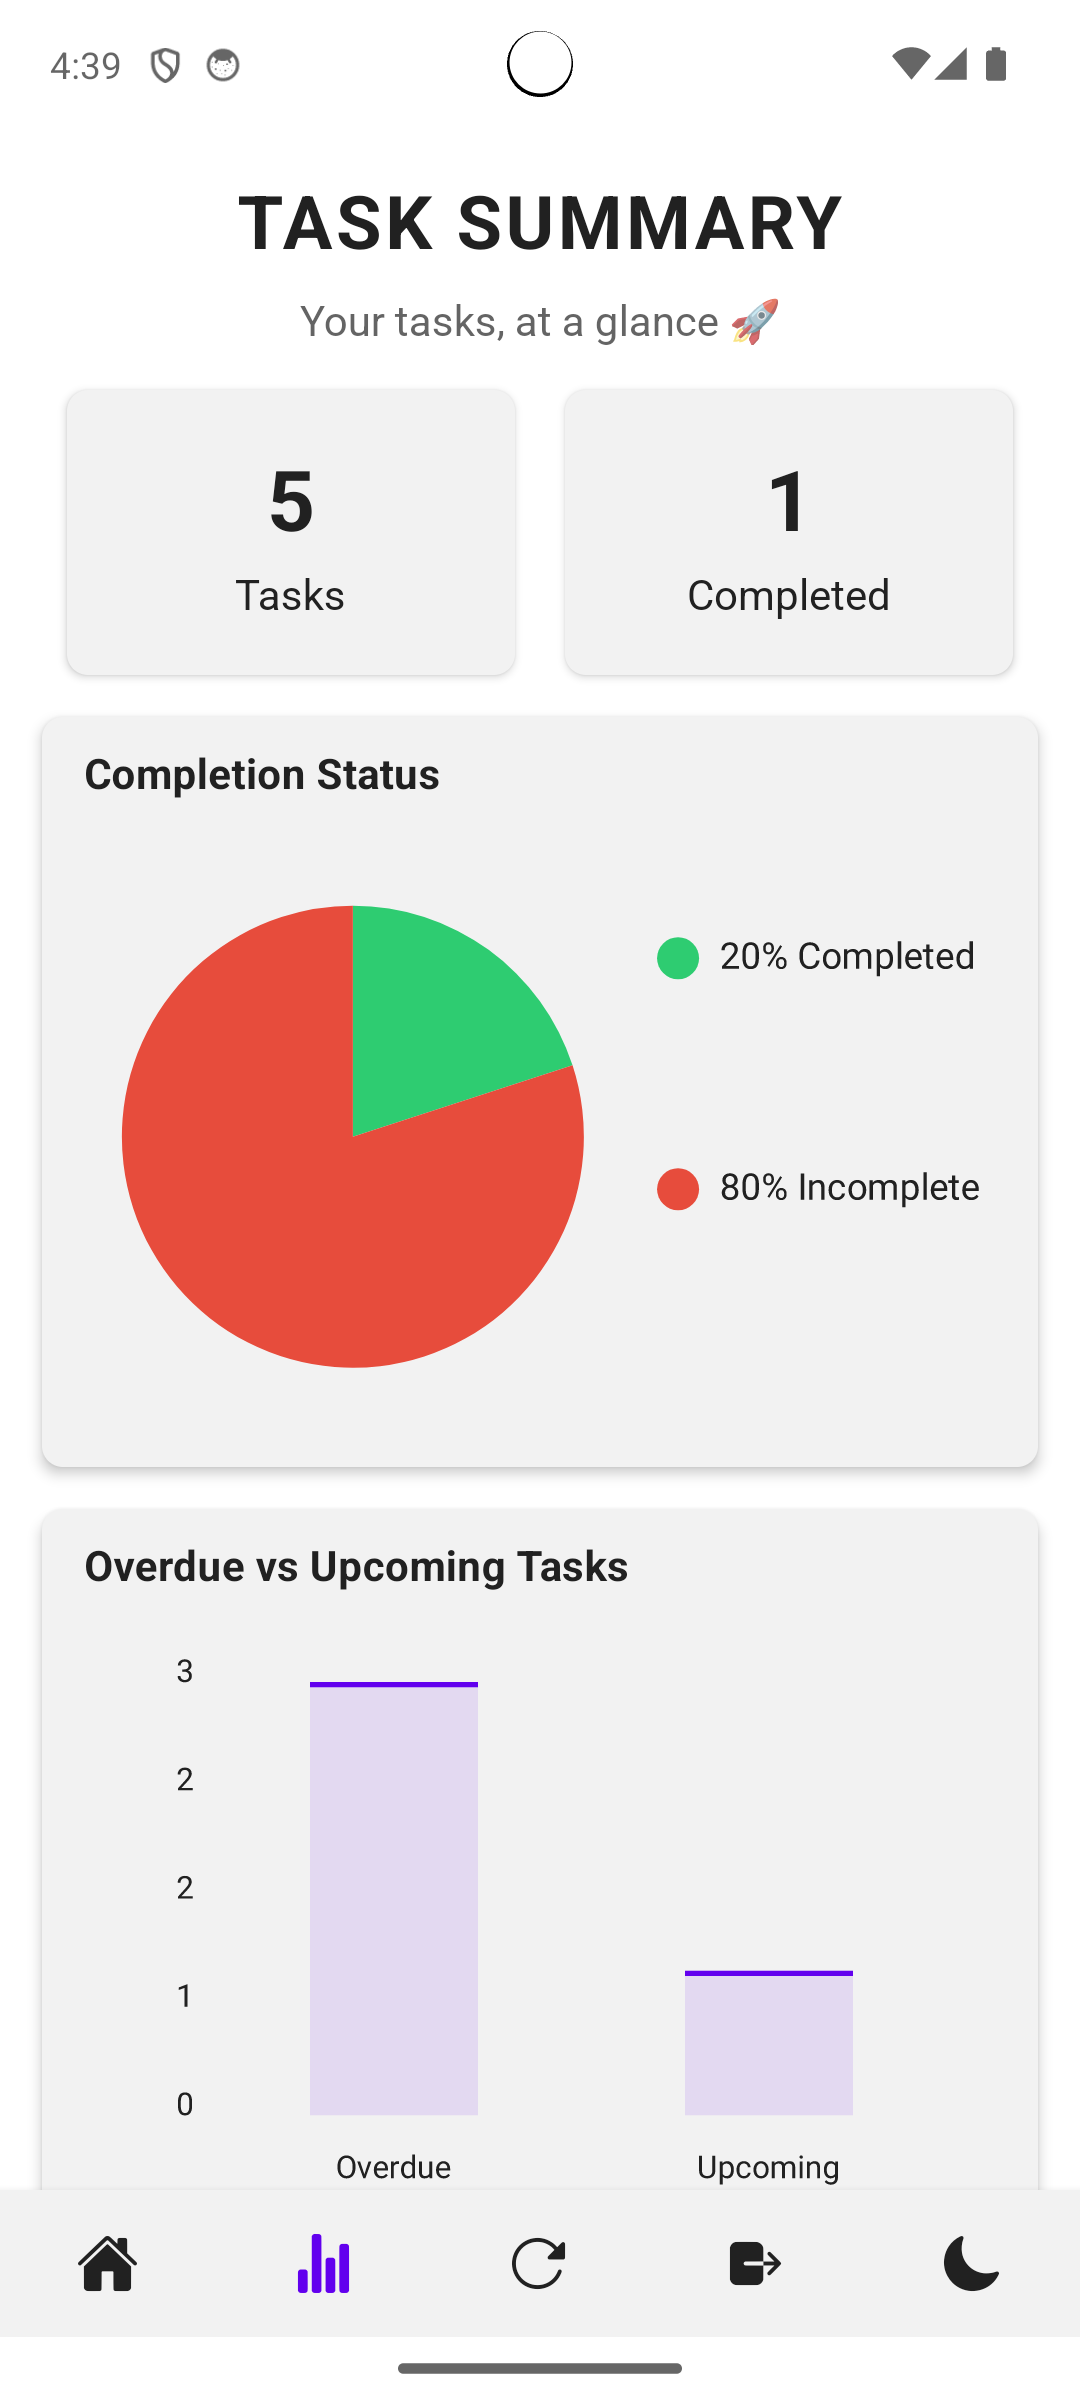 4:39
TASK SUMMARY
Your tasks, at a glance 🚀
5
Tasks
1
Completed
Completion Status
20% Completed
80% Incomplete
Overdue vs Upcoming Tasks
3
2
2
1
0
Overdue
Upcoming